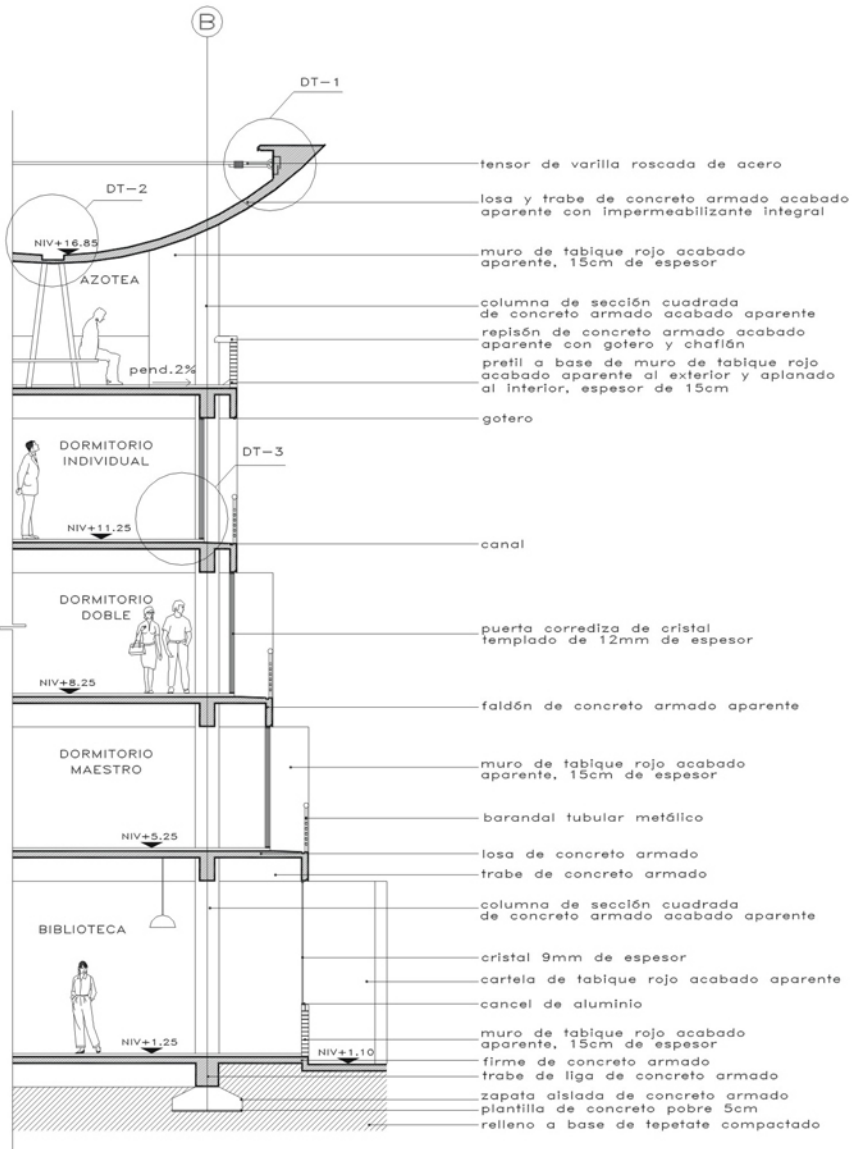 B
DT-1
tensor de varilla roscada de acero
DT-2
losa y trabe de concreto armado acabado
aparente con impermeabilizante integral
NIV+16.85
muro de tabique rojo acabado
aparente, 15cm de espesor
AZOTEA
columna de sección cuadrada
de concreto armado acabado aparente
repisón de concreto armado acabado
aparente con gotero y chaflán
pretil a base de muro de tabique rojo
acabado aparente al exterior y aplanado
al interior, espesor de 15cm
pend.2%
gotero
DORMITORIO
INDIVIDUAL
DT-3
NIV+11.25
canal
DORMITORIO
DOBLE
puerta corrediza de cristal
templado de 12mm de espesor
NIV+8.25
faldón de concreto armado aparente
DORMITORIO
MAESTRO
muro de tabique rojo acabado
aparente, 15cm de espesor
barandal tubular metálico
NIV+5.25
losa de concreto armado
trabe de concreto armado
columna de sección cuadrada
de concreto armado acabado aparente
BIBLIOTECA
cristal 9mm de espesor
cartela de tabique rojo acabado aparente
cancel de aluminio
muro de tabique rojo acabado
aparente, 15cm de espesor
NIV+1.25
NIV+1.10
firme de concreto armado
trabe de liga de concreto armado
zapata aislada de concreto armado
plantilla de concreto pobre 5cm
relleno a base de tepetate compactado